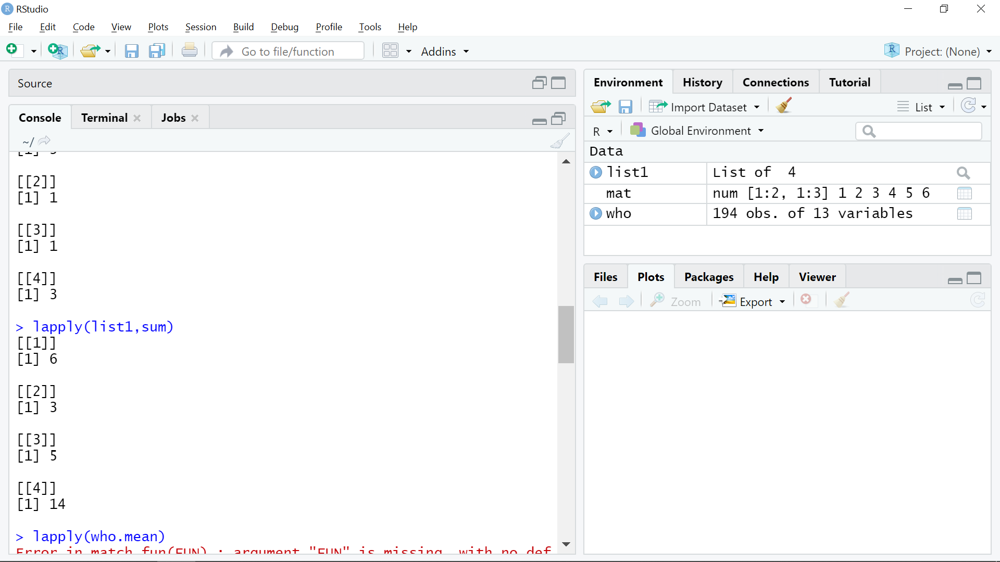 RStudio
File Edit Code View Plots Session Build Debug Profile Tools Help
Go to file/function Addins Project: (None)
Source
Console Terminal Jobs
~/
[[2]]
[1] 1
[[3]]
[1] 1
[[4]]
[1] 3
> lapply(list1,sum)
[[1]]
[1] 6
[[2]]
[1] 3
[[3]]
[1] 5
[[4]]
[1] 14
> lapply(who.mean)
Error in match.fun(FUN) : argument "FUN" is missing, with no def
Environment History Connections Tutorial
Import Dataset List
R Global Environment
Data
list1 List of 4
mat num [1:2, 1:3] 1 2 3 4 5 6
who 194 obs. of 13 variables
Files Plots Packages Help Viewer
Zoom Export